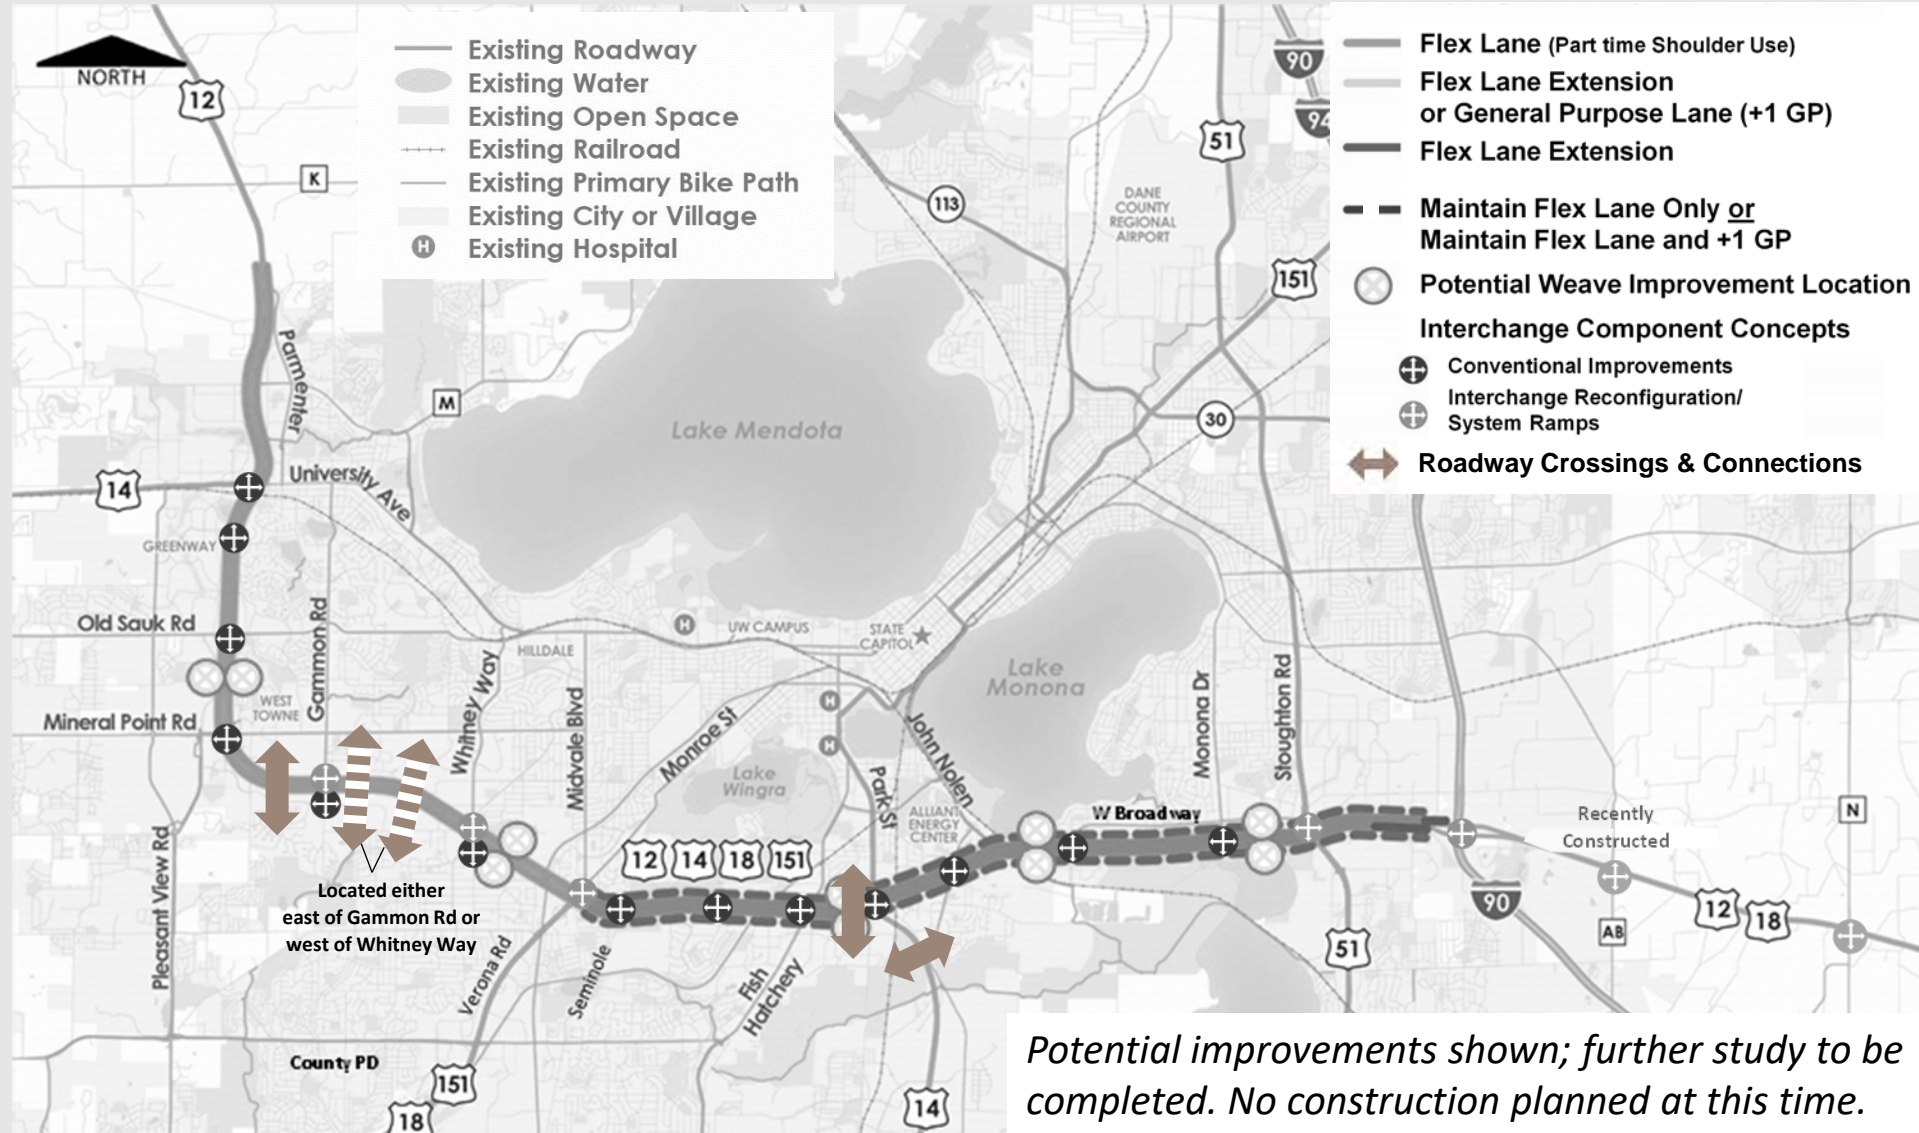 NORTH
Existing Roadway
Existing Water
Existing Open Space
Existing Railroad
Existing Primary Bike Path
Existing City or Village
H Existing Hospital
Flex Lane (Part time Shoulder Use)
Flex Lane Extension
or General Purpose Lane (+1 GP)
Flex Lane Extension
Maintain Flex Lane Only or
Maintain Flex Lane and +1 GP
Potential Weave Improvement Location
Interchange Component Concepts
Conventional Improvements
Interchange Reconfiguration/
System Ramps
Roadway Crossings & Connections
12
K
90
94
51
113
DANE
COUNTY
REGIONAL
AIRPORT
151
Parmenter
M
Lake Mendota
30
14
University Ave
GREENWAY
Old Sauk Rd
Gammon Rd
H
UW CAMPUS
STATE
CAPITOL
HILLDALE
WEST
TOWNE
Mineral Point Rd
Whitney Way
Midvale Blvd
Monroe St
H
H
Lake
Wingra
John Nolen
Park St
Lake
Monona
Monona Dr
Stoughton Rd
ALLIANT
ENERGY
CENTER
W Broadway
Recently
Constructed
N
Pleasant View Rd
Located either
east of Gammon Rd or
west of Whitney Way
12
14
18
151
Verona Rd
Seminole
Fish
Hatchery
90
AB
12
18
51
County PD
151
18
14
Potential improvements shown; further study to be
completed. No construction planned at this time.